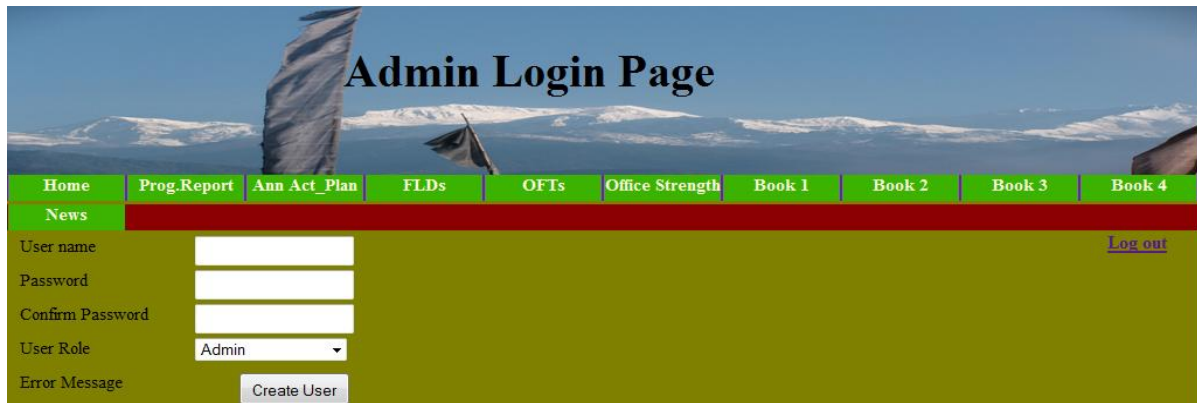 Admin Login Page
Home Prog.Report Ann Act_Plan FLDs OFTs Office Strength Book 1 Book 2 Book 3 Book 4
News
User name Log out
Password
Confirm Password
User Role Admin
Error Message Create User